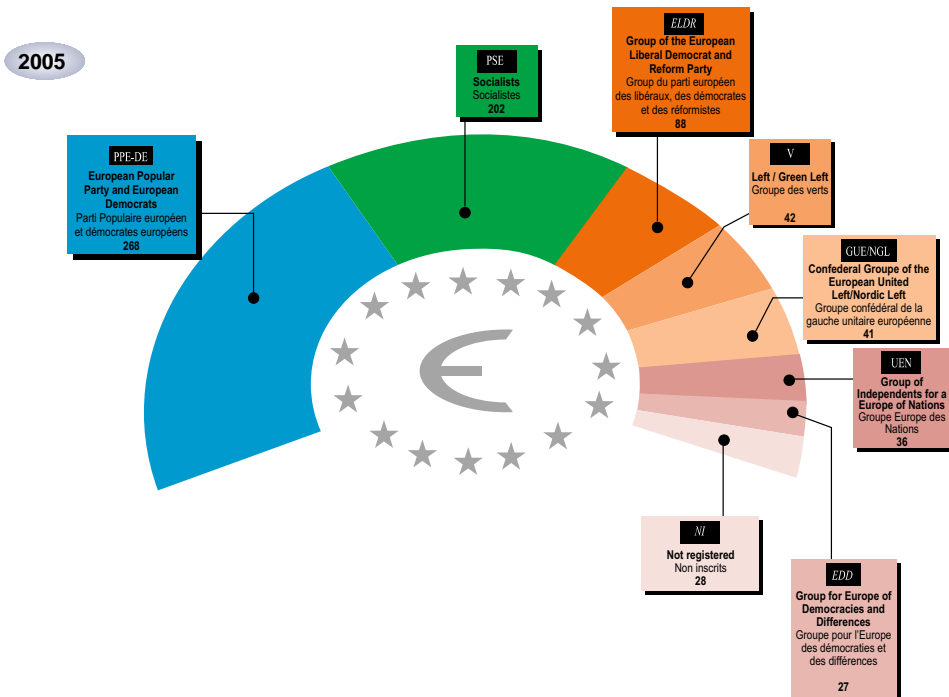 2005
PPE-DE
European Popular
Party and European
Democrats
Parti Populaire européen
et démocrates européens
268
PSE
Socialists
Socialistes
202
ELDR
Group of the European
Liberal Democrat and
Reform Party
Group du parti européen
des libéraux, des démocrates
et des réformistes
88
V
Left / Green Left
Groupe des verts
42
GUE/NGL
Confederal Groupe of the
European United
Left/Nordic Left
Groupe confédéral de la
gauche unitaire européenne
41
UEN
Group of
Independents for a
Europe of Nations
Groupe Europe des
Nations
36
NI
Not registered
Non inscrits
28
EDD
Group for Europe of
Democracies and
Differences
Groupe pour l'Europe
des démocraties et
des différences
27